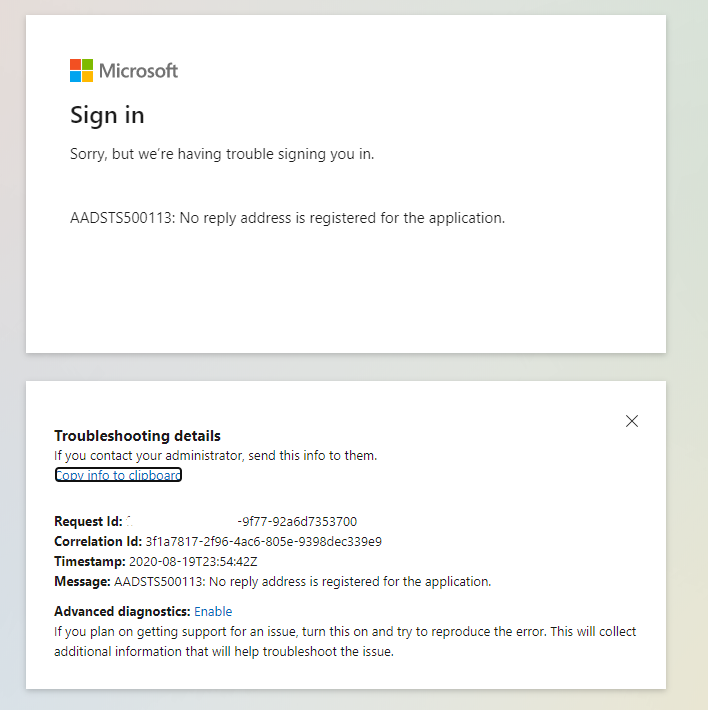 Microsoft
Sign in
Sorry, but we’re having trouble signing you in.
AADSTS500113: No reply address is registered for the application.
Troubleshooting details
If you contact your administrator, send this info to them.
Copy info to clipboard
Request Id: -9f77-92a6d7353700
Correlation Id: 3f1a7817-2f96-4ac6-805e-9398dec339e9
Timestamp: 2020-08-19T23:54:42Z
Message: AADSTS500113: No reply address is registered for the application.
Advanced diagnostics: Enable
If you plan on getting support for an issue, turn this on and try to reproduce the error. This will collect
additional information that will help troubleshoot the issue.